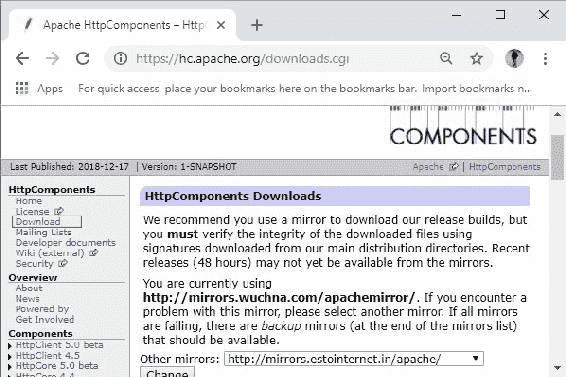 Apache HttpComponents – Http
https://hc.apache.org/downloads.cgi
Apps For quick access, place your bookmarks here on the bookmarks bar. Import bookmarks n...
COMPONENTS
Last Published: 2018-12-17 | Version: 1-SNAPSHOT
Apache | HttpComponents
HttpComponents
Home
License
Download
Mailing Lists
Developer documents
Wiki (external)
Security
Overview
About
News
Powered by
Get Involved
Components
HttpClient 5.0 beta
HttpClient 4.5
HttpCore 5.0 beta
HttpCore 4.4
HttpComponents Downloads
We recommend you use a mirror to download our release builds, but
you must verify the integrity of the downloaded files using
signatures downloaded from our main distribution directories. Recent
releases (48 hours) may not yet be available from the mirrors.
You are currently using
http://mirrors.wuchna.com/apachemirror/. If you encounter a
problem with this mirror, please select another mirror. If all mirrors
are failing, there are backup mirrors (at the end of the mirrors list)
that should be available.
Other mirrors: http://mirrors.estointernet.in/apache/
Change